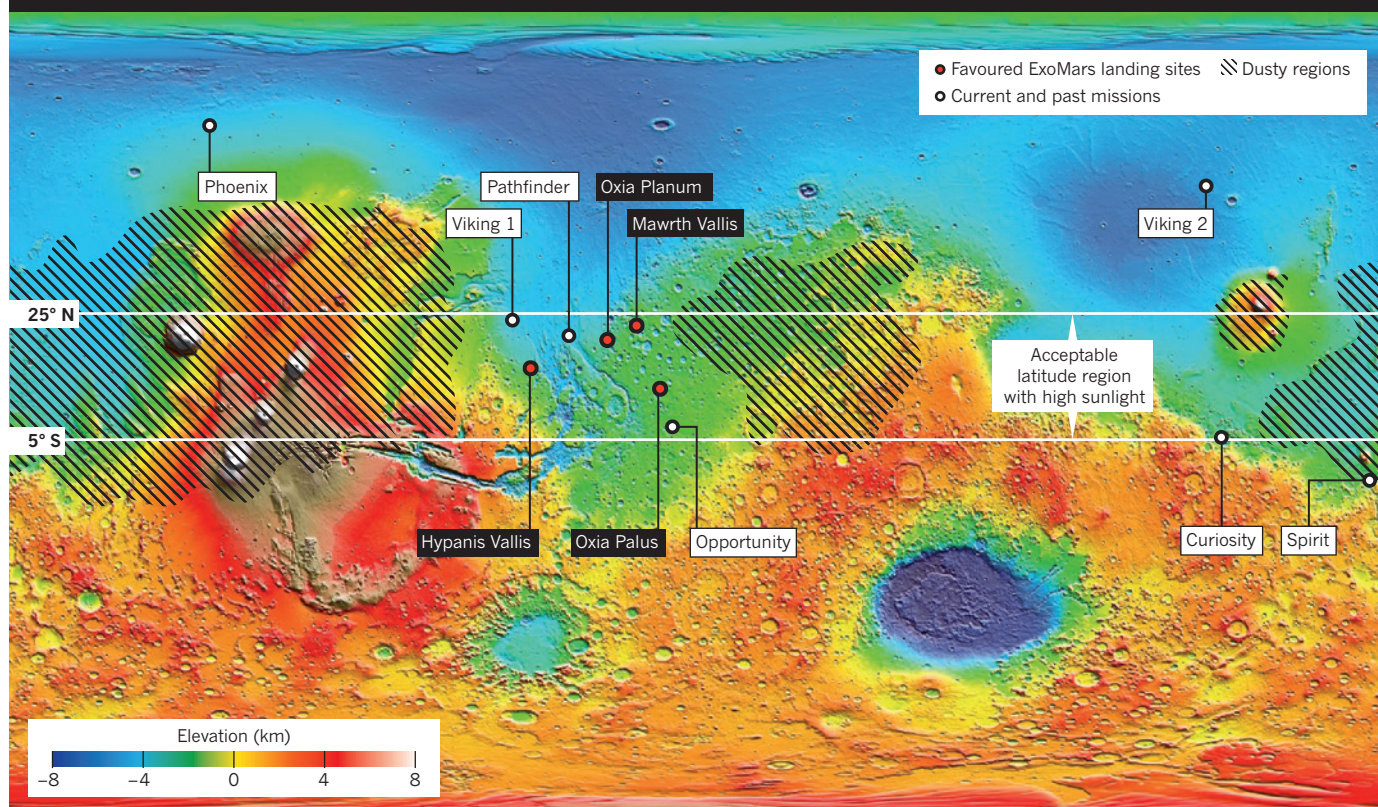 Favoured ExoMars landing sites
Dusty regions
Current and past missions
Phoenix
Pathfinder
Oxia Planum
Viking 1
Mawrth Vallis
Viking 2
25° N
Acceptable
latitude region
with high sunlight
5° S
Hypanis Vallis
Oxia Palus
Opportunity
Curiosity
Spirit
Elevation (km)
–8 –4 0 4 8